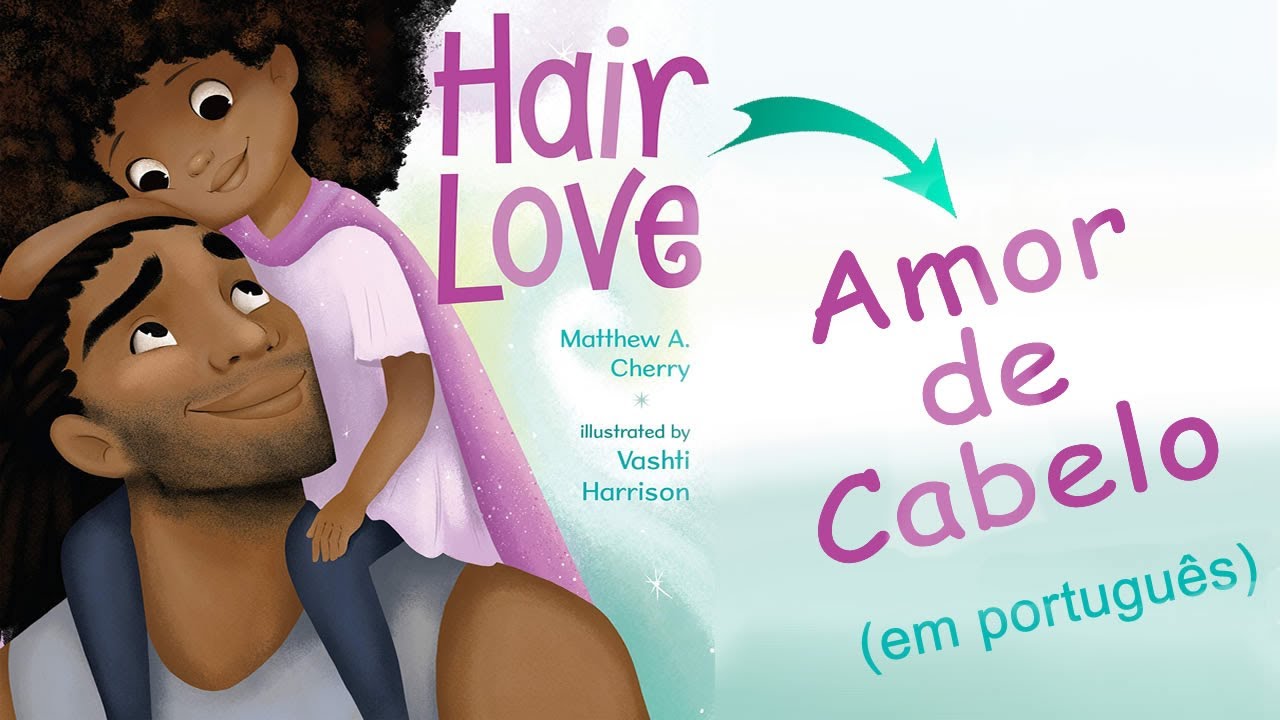 Hair
Love
Matthew A.
Cherry
illustrated by
Vashti
Harrison
Amor
de
Cabelo
(em português)